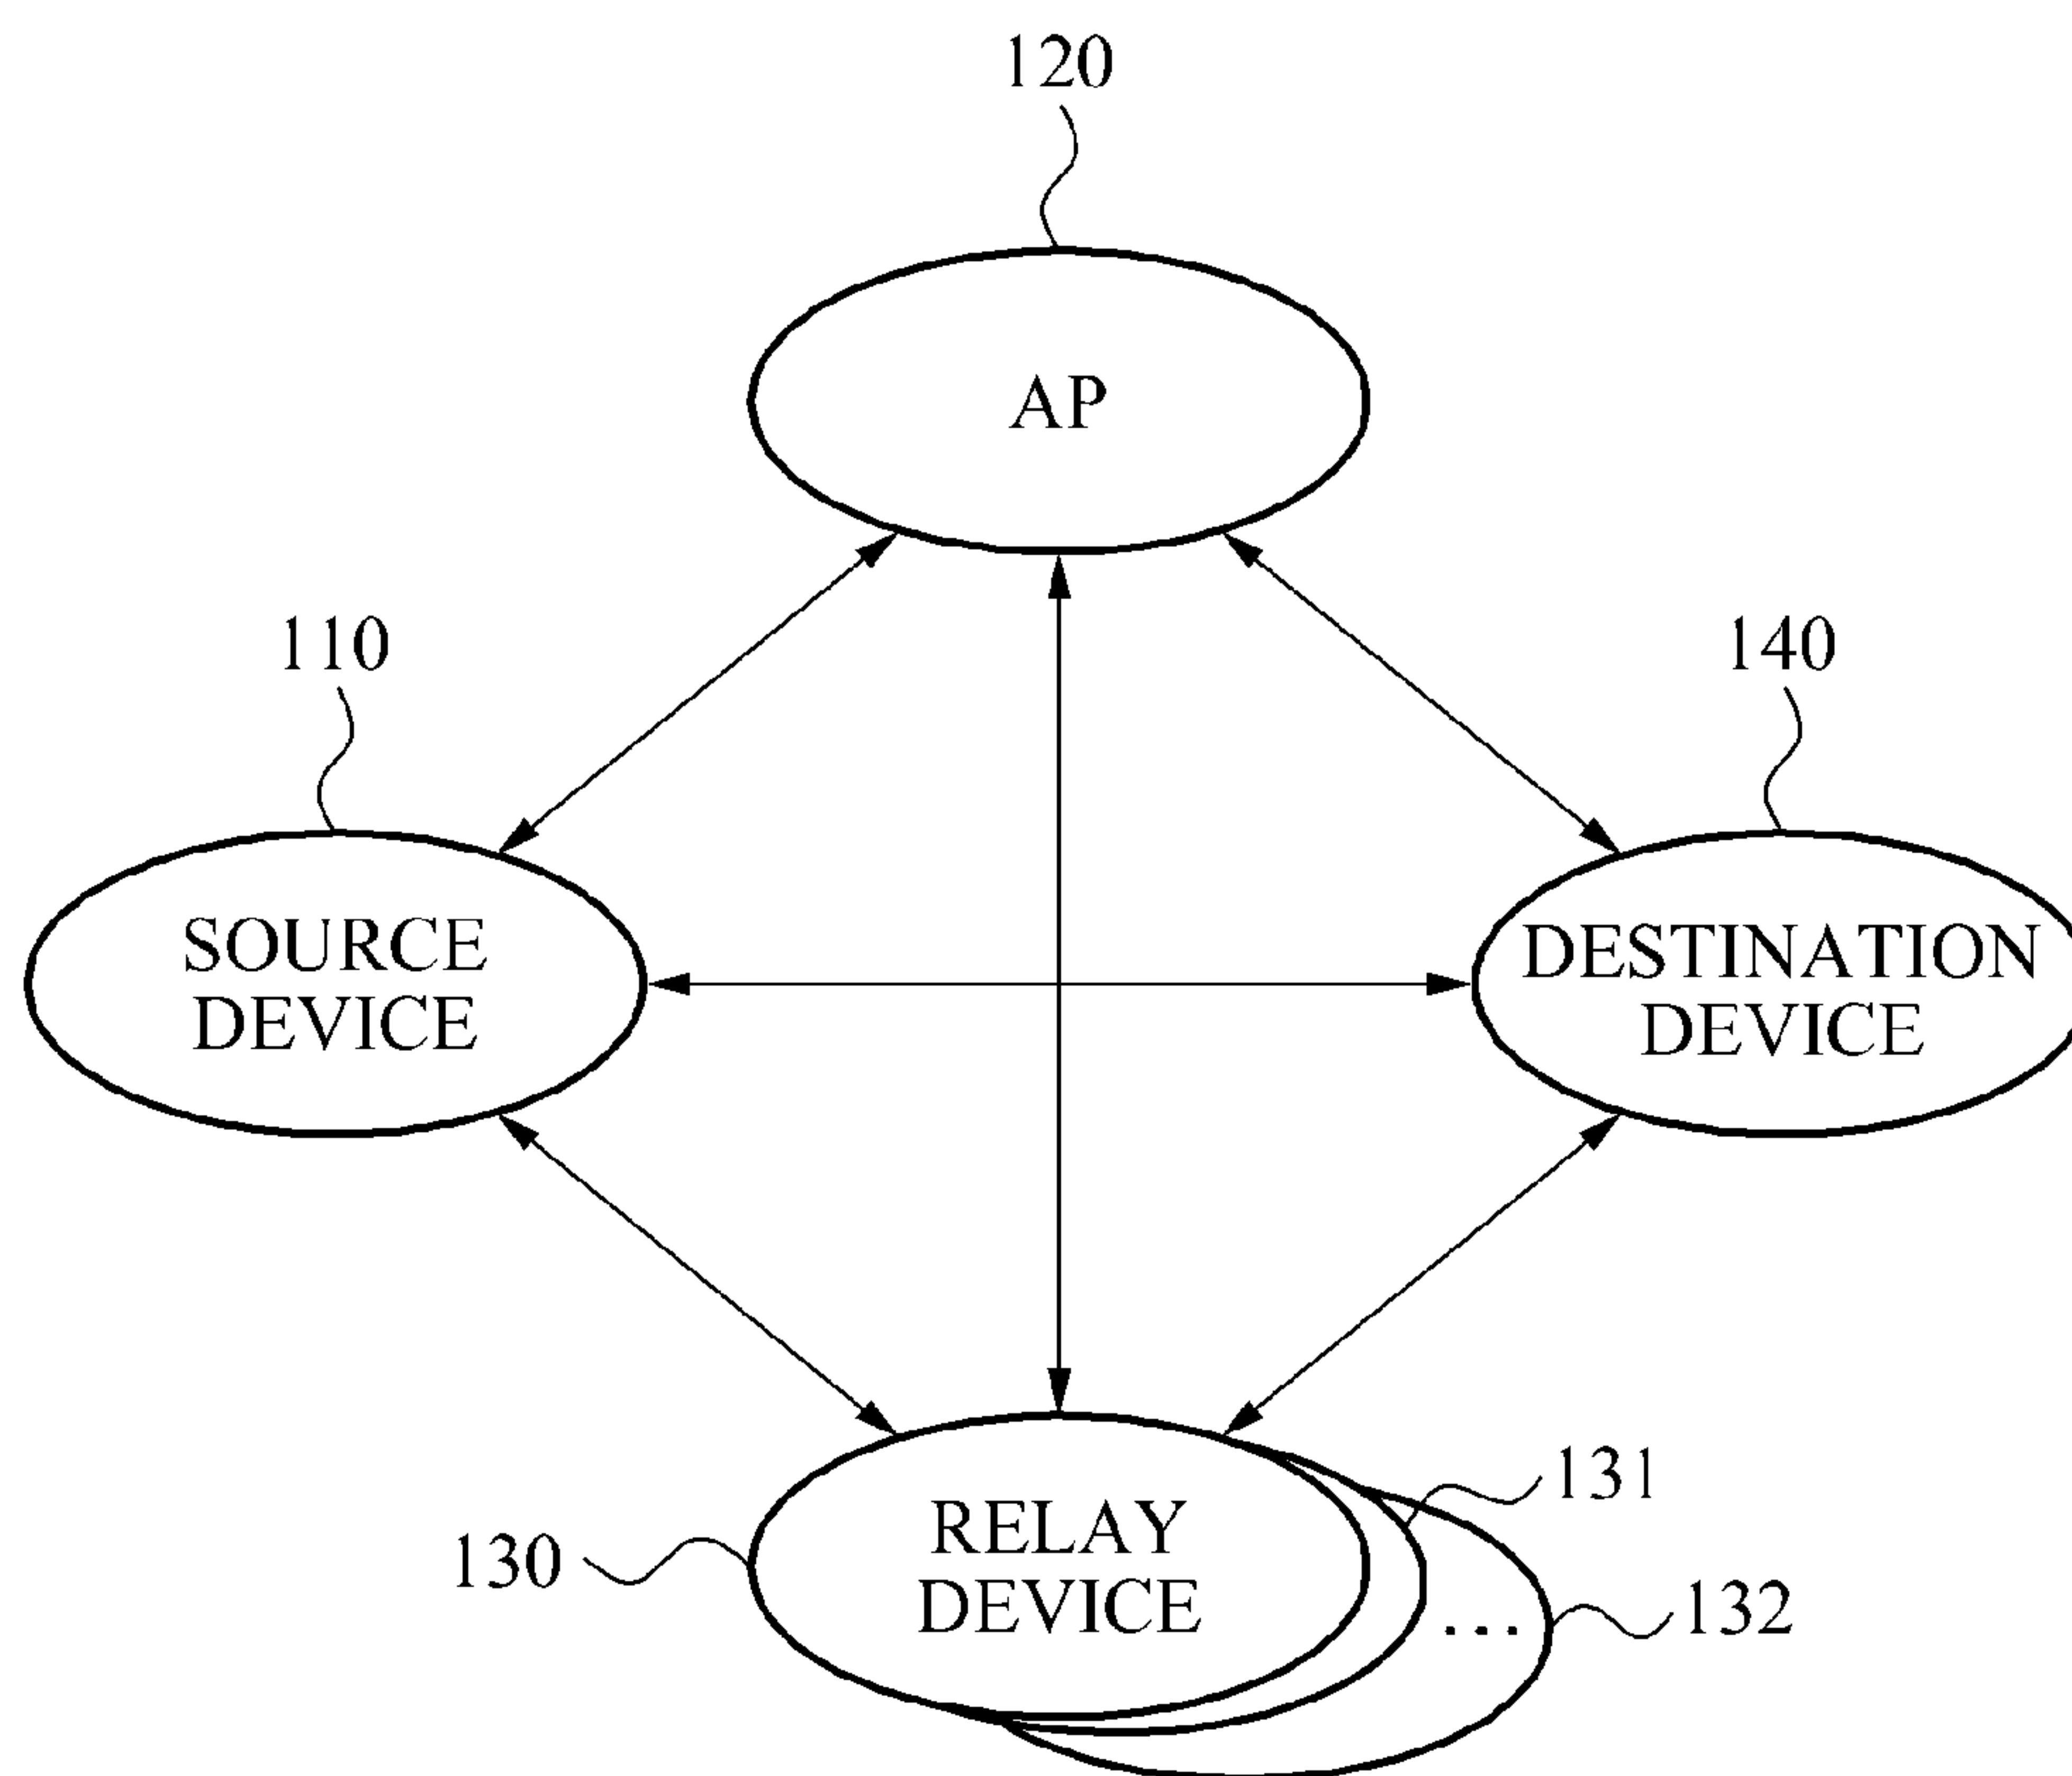 120
AP
110
140
SOURCE
DEVICE
DESTINATION
DEVICE
131
130
RELAY
DEVICE
...
132